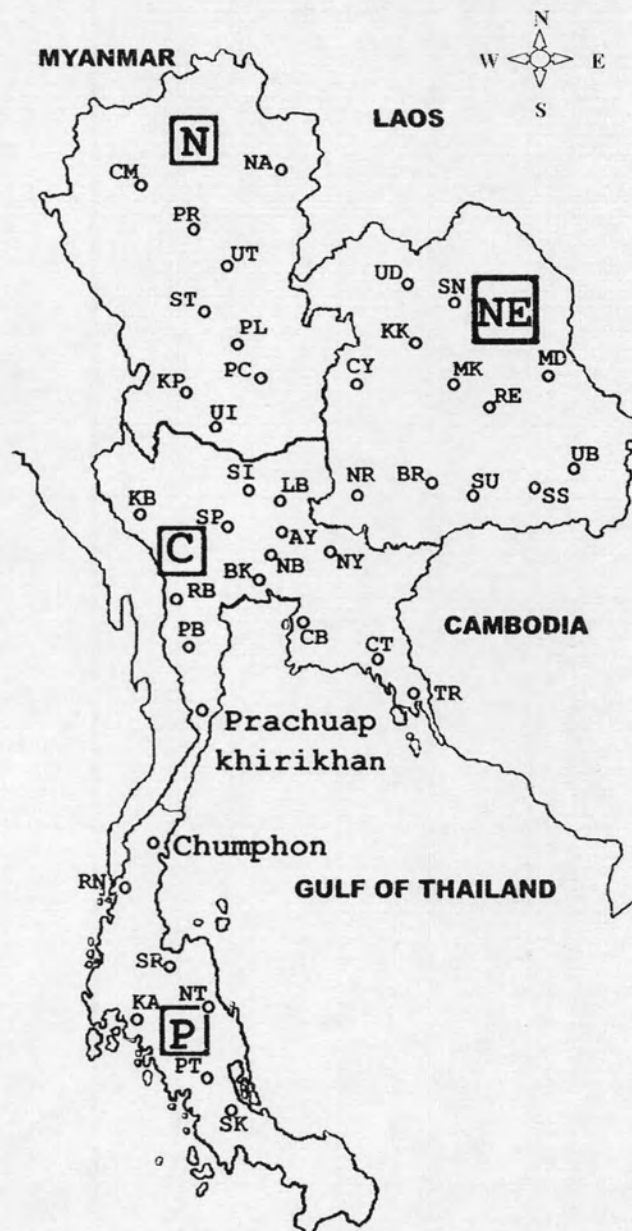 N
MYANMAR
W E
S
LAOS
N
CM
NA
PR
UT
UD
SN
NE
ST
KK
PL
MD
PC
CY
MK
KP
RE
UI
UB
SI
LB
NR
BR
SU
SS
KB
SP
AY
C
NB
NY
BK
RB
CB
CAMBODIA
PB
CT
TR
Prachuap
khirikhan
Chumphon
RN
GULF OF THAILAND
SR
NT
KA
P
PT
SK